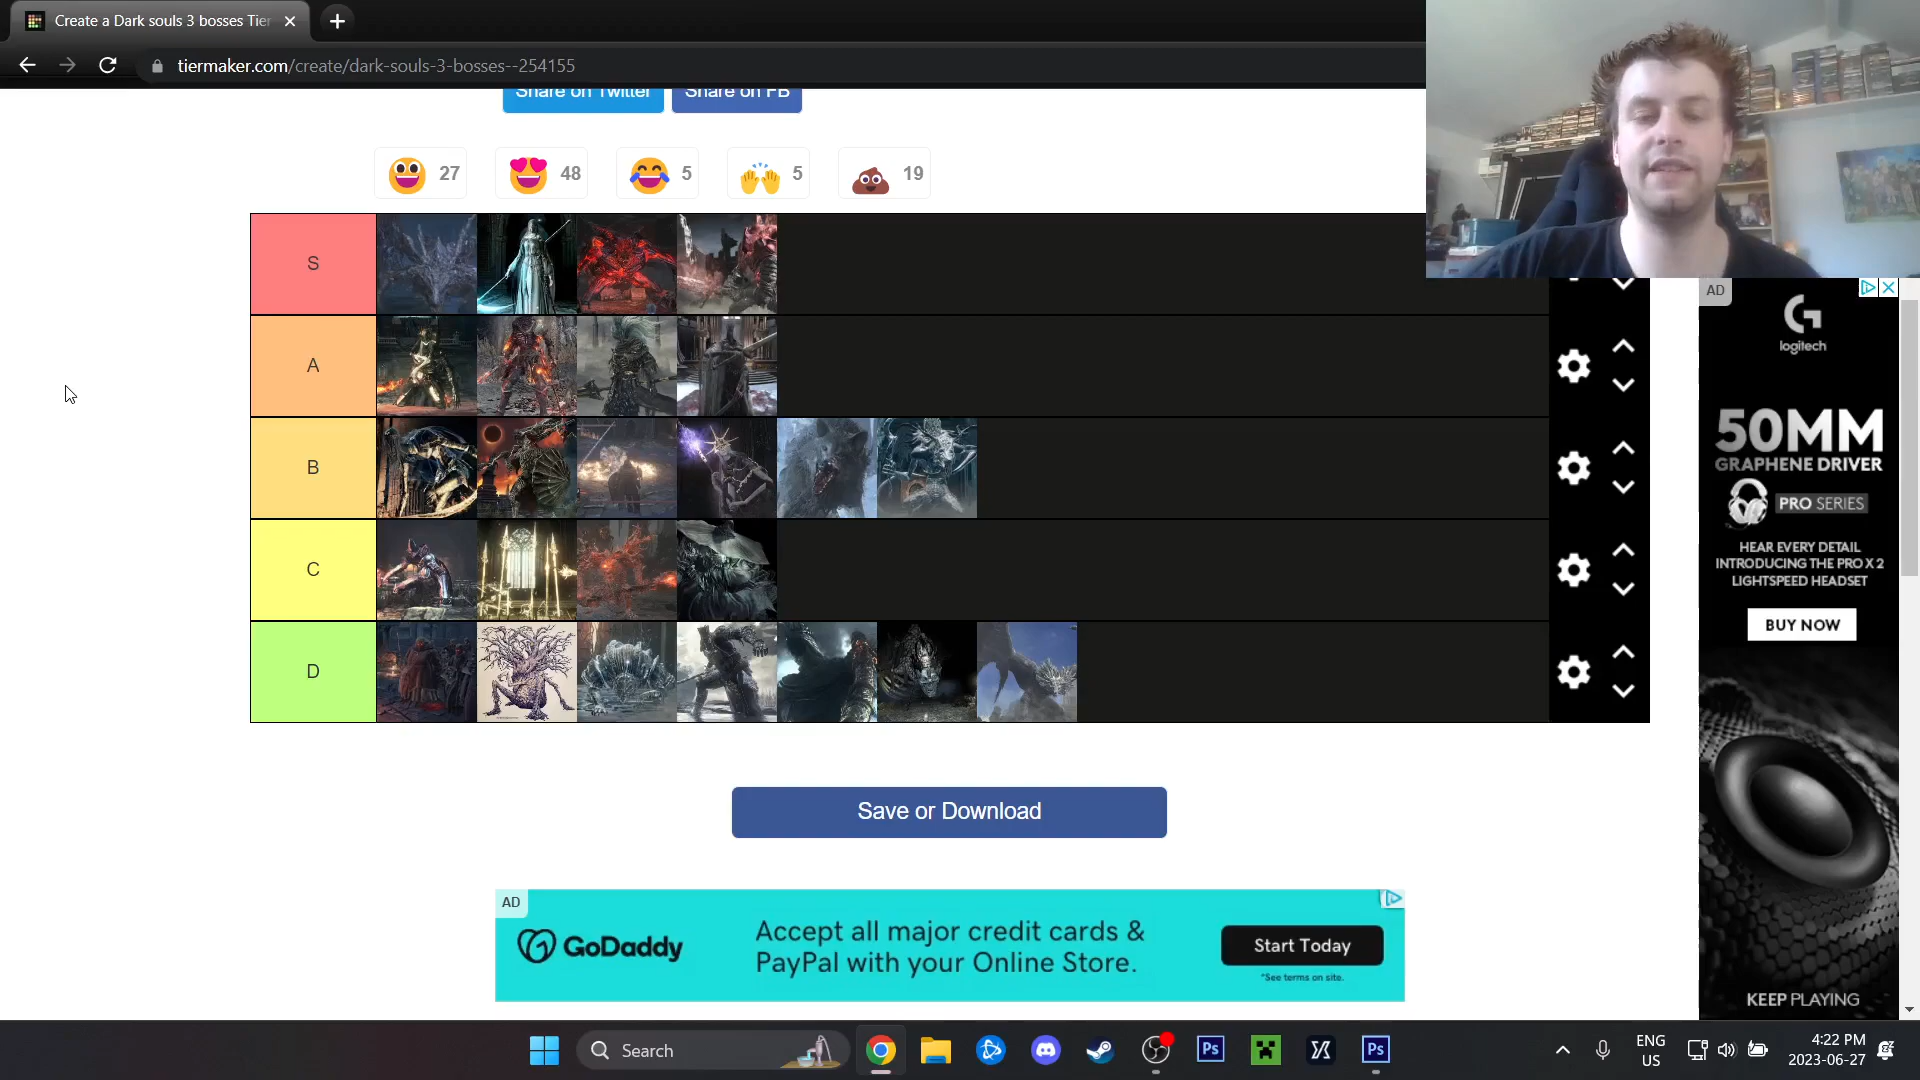 Create a Dark souls 3 bosses Tier
tiermaker.com/create/dark-souls-3-bosses--254155
Share on Twitter
Share on FB
27
48
5
5
19
S
A
B
C
D
AD
logitech
50MM
GRAPHENE DRIVER
PRO SERIES
HEAR EVERY DETAIL
INTRODUCING THE PRO X 2
LIGHTSPEED HEADSET
BUY NOW
KEEP PLAYING
Save or Download
AD
GoDaddy
Accept all major credit cards &
PayPal with your Online Store.
Start Today
*See terms on site.
Search
Ps
Ps
ENG
US
4:22 PM
2023-06-27